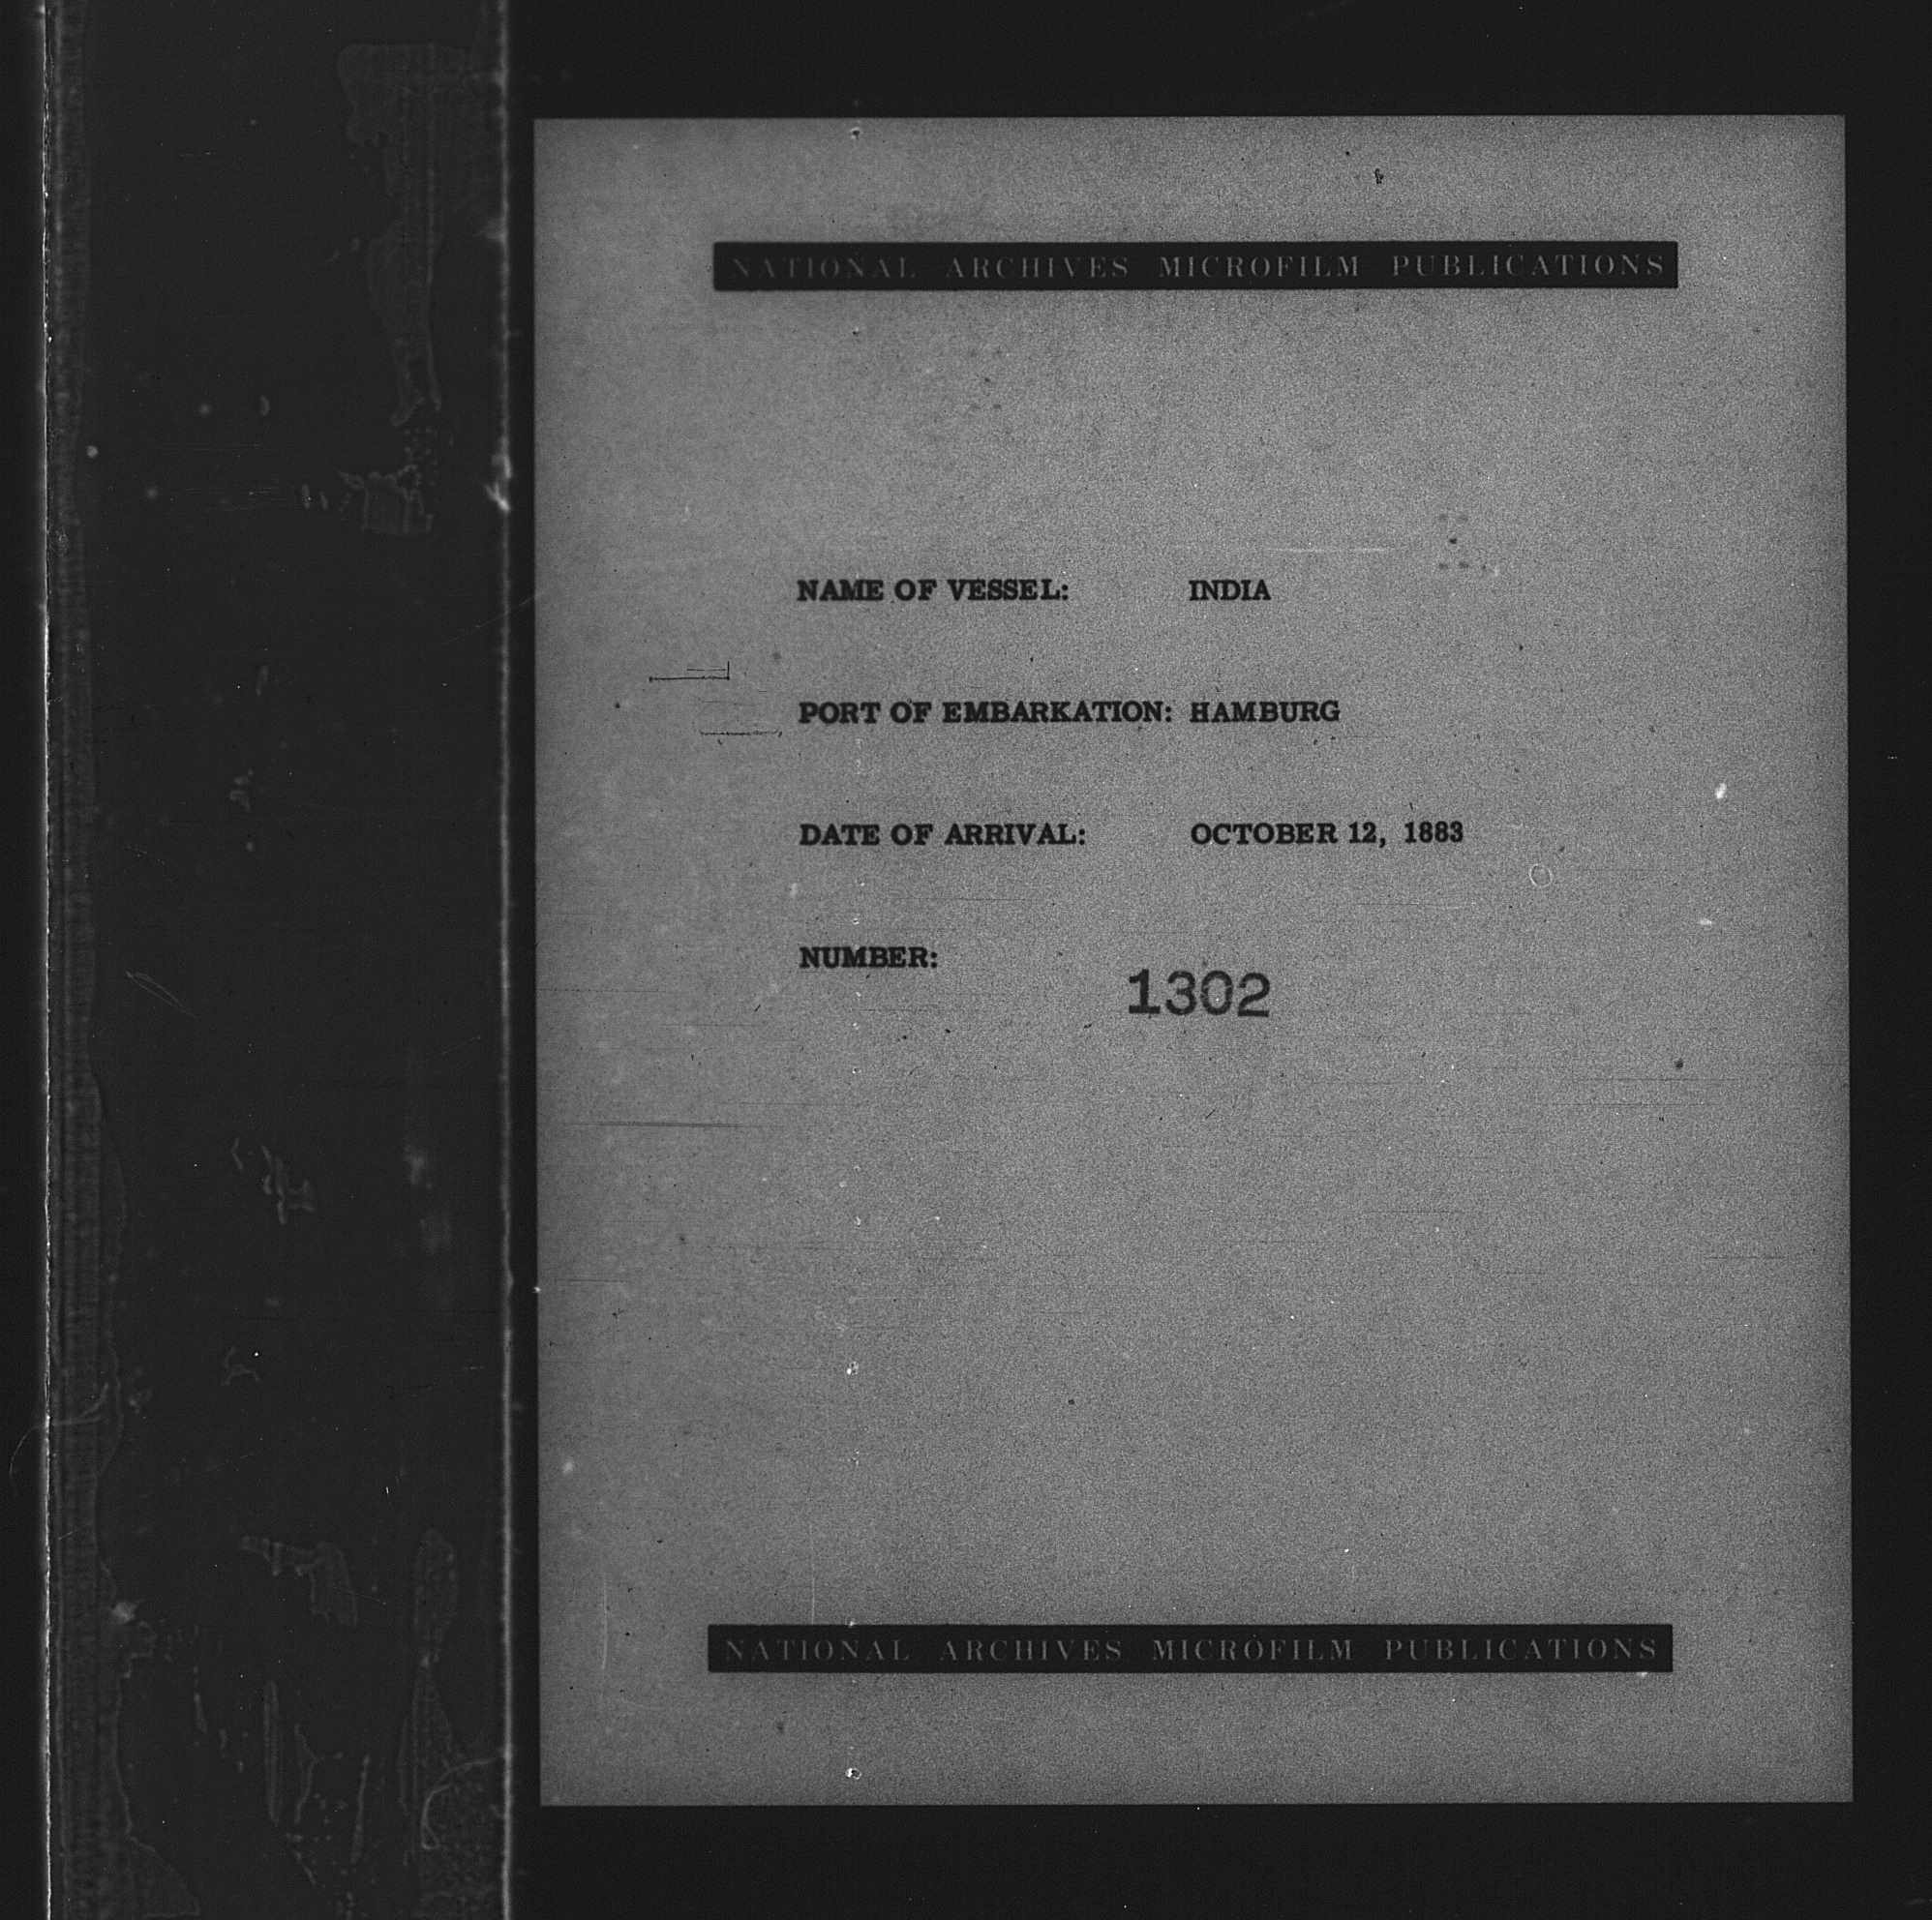 NATIONAL ARCHIVES MICROFILM PUBLICATIONS
NAME OF VESSEL: INDIA
PORT OF EMBARKATION: HAMBURG
DATE OF ARRIVAL: OCTOBER 12, 1883
NUMBER:
1302
NATIONAL ARCHIVES MICROFILM PUBLICATIONS